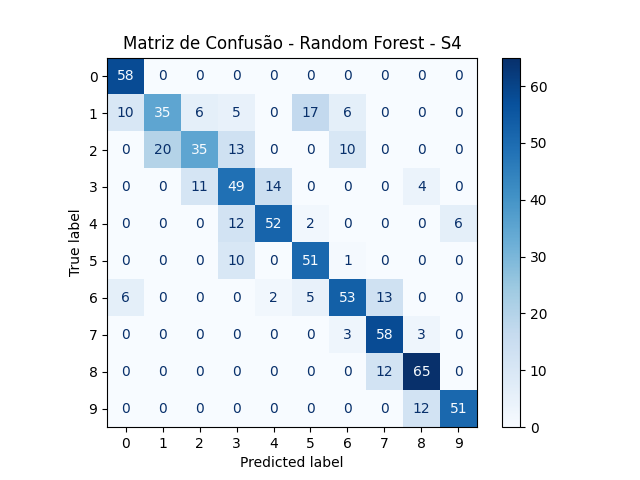 Matriz de Confusão - Random Forest - S4
0 58 0 0 0 0 0 0 0 0 0
1 10 35 6 5 0 17 6 0 0 0
2 0 20 35 13 0 0 10 0 0 0
3 0 0 11 49 14 0 0 0 4 0
4 0 0 0 12 52 2 0 0 0 6
5 0 0 0 10 0 51 1 0 0 0
6 6 0 0 0 2 5 53 13 0 0
7 0 0 0 0 0 0 3 58 3 0
8 0 0 0 0 0 0 0 12 65 0
9 0 0 0 0 0 0 0 0 12 51
0 1 2 3 4 5 6 7 8 9
Predicted label
True label
60
50
40
30
20
10
0